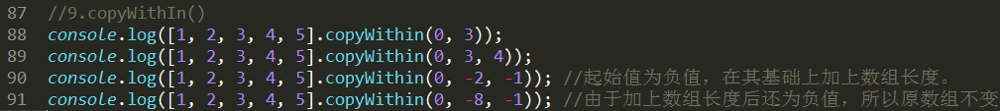 87 //9.copyWithIn()
88 console.log([1, 2, 3, 4, 5].copyWithin(0, 3));
89 console.log([1, 2, 3, 4, 5].copyWithin(0, 3, 4));
90 console.log([1, 2, 3, 4, 5].copyWithin(0, -2, -1)); //起始值为负值，在其基础上加上数组长度。
91 console.log([1, 2, 3, 4, 5].copyWithin(0, -8, -1)); //由于加上数组长度后还为负值，所以原数组不变